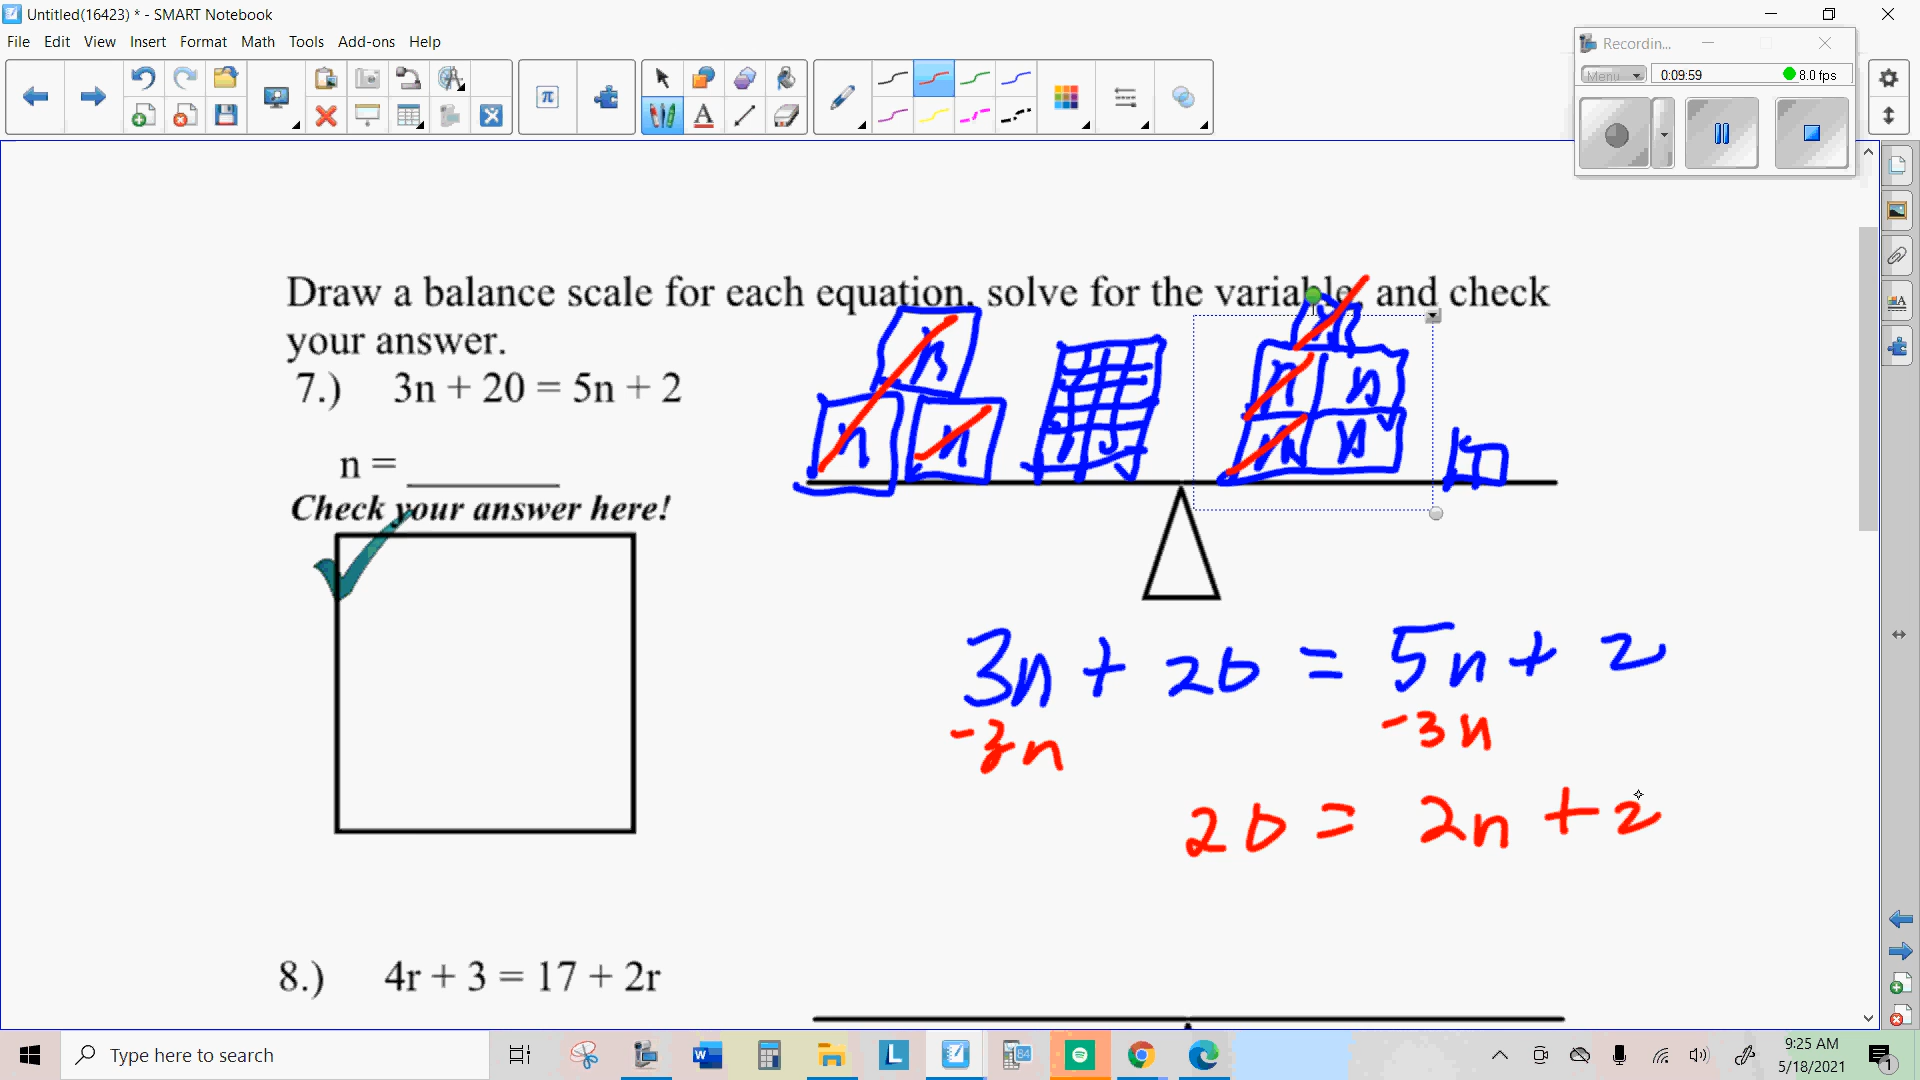 Untitled(16423) * - SMART Notebook
File Edit View Insert Format Math Tools Add-ons Help
Recordin...
Menu 0:09:59 8.0 fps
π
A
Draw a balance scale for each equation, solve for the variable, and check
your answer.
7.) 3n + 20 = 5n + 2
n = ________
Check your answer here!
n
n n
n
n n
n n
3n + 20 = 5n + 2
-3n -3n
20 = 2n + 2
8.) 4r + 3 = 17 + 2r
Type here to search
W
L
84
9:25 AM
5/18/2021
1